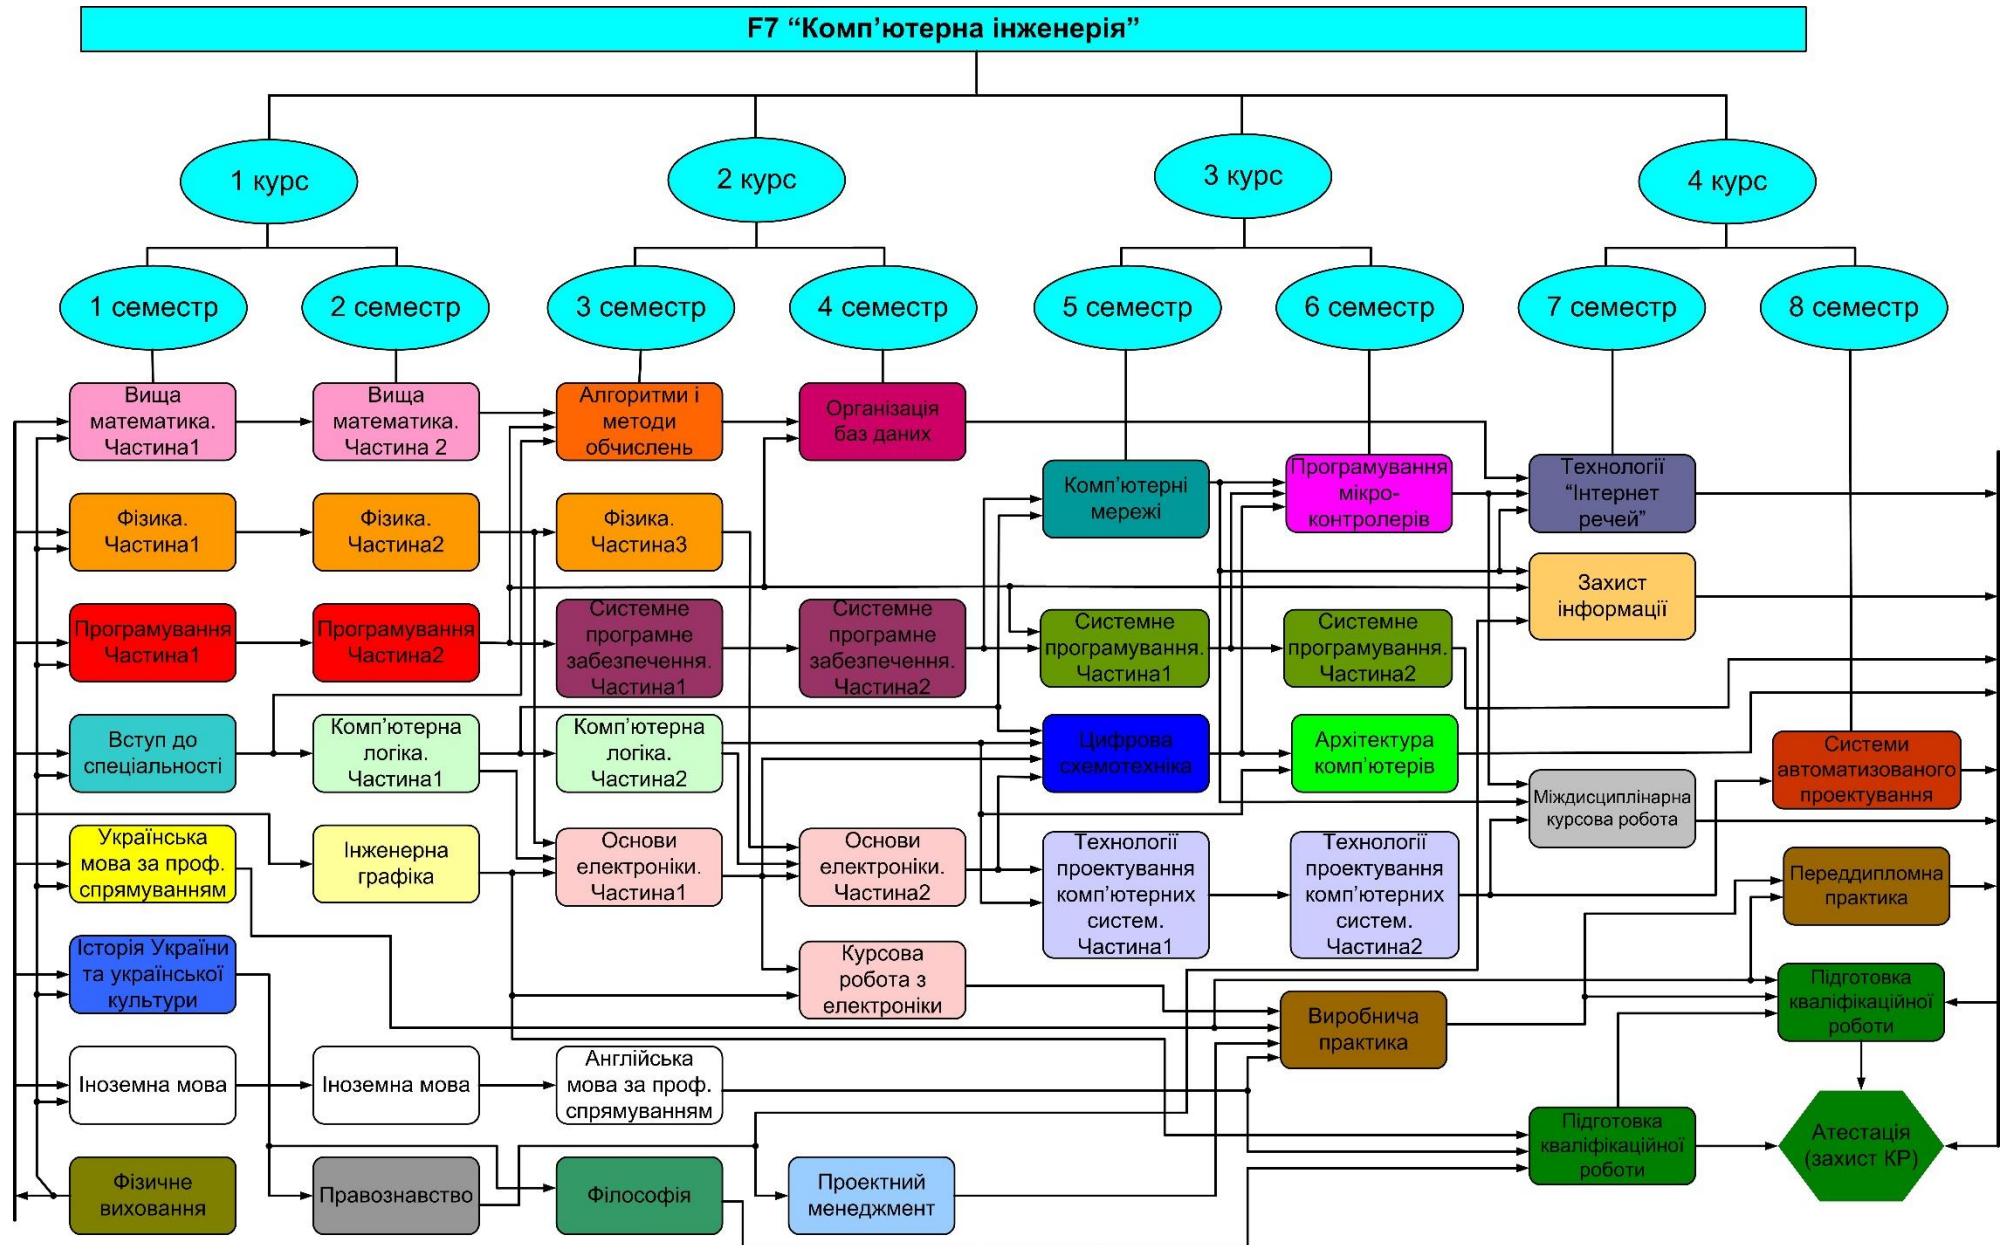 F7 “Комп’ютерна інженерія”
1 курс
2 курс
3 курс
4 курс
1 семестр
2 семестр
3 семестр
4 семестр
5 семестр
6 семестр
7 семестр
8 семестр
Вища
математика.
Частина1
Фізика.
Частина1
Програмування
Частина1
Вступ до
спеціальності
Українська
мова за проф.
спрямуванням
Історія України
та української
культури
Іноземна мова
Фізичне
виховання
Вища
математика.
Частина 2
Фізика.
Частина2
Програмування
Частина2
Комп’ютерна
логіка.
Частина1
Інженерна
графіка
Іноземна мова
Правознавство
Алгоритми і
методи
обчислень
Фізика.
Частина3
Системне
програмне
забезпечення.
Частина1
Комп’ютерна
логіка.
Частина2
Основи
електроніки.
Частина1
Англійська
мова за проф.
спрямуванням
Філософія
Організація
баз даних
Системне
програмне
забезпечення.
Частина2
Основи
електроніки.
Частина2
Курсова
робота з
електроніки
Проектний
менеджмент
Комп’ютерні
мережі
Системне
програмування.
Частина1
Цифрова
схемотехніка
Технології
проектування
комп’ютерних
систем.
Частина1
Програмування
мікро-
контролерів
Системне
програмування.
Частина2
Архітектура
комп’ютерів
Технології
проектування
комп’ютерних
систем.
Частина2
Виробнича
практика
Технології
“Інтернет
речей”
Захист
інформації
Міждисциплінарна
курсова робота
Підготовка
кваліфікаційної
роботи
Системи
автоматизованого
проектування
Переддипломна
практика
Підготовка
кваліфікаційної
роботи
Атестація
(захист КР)